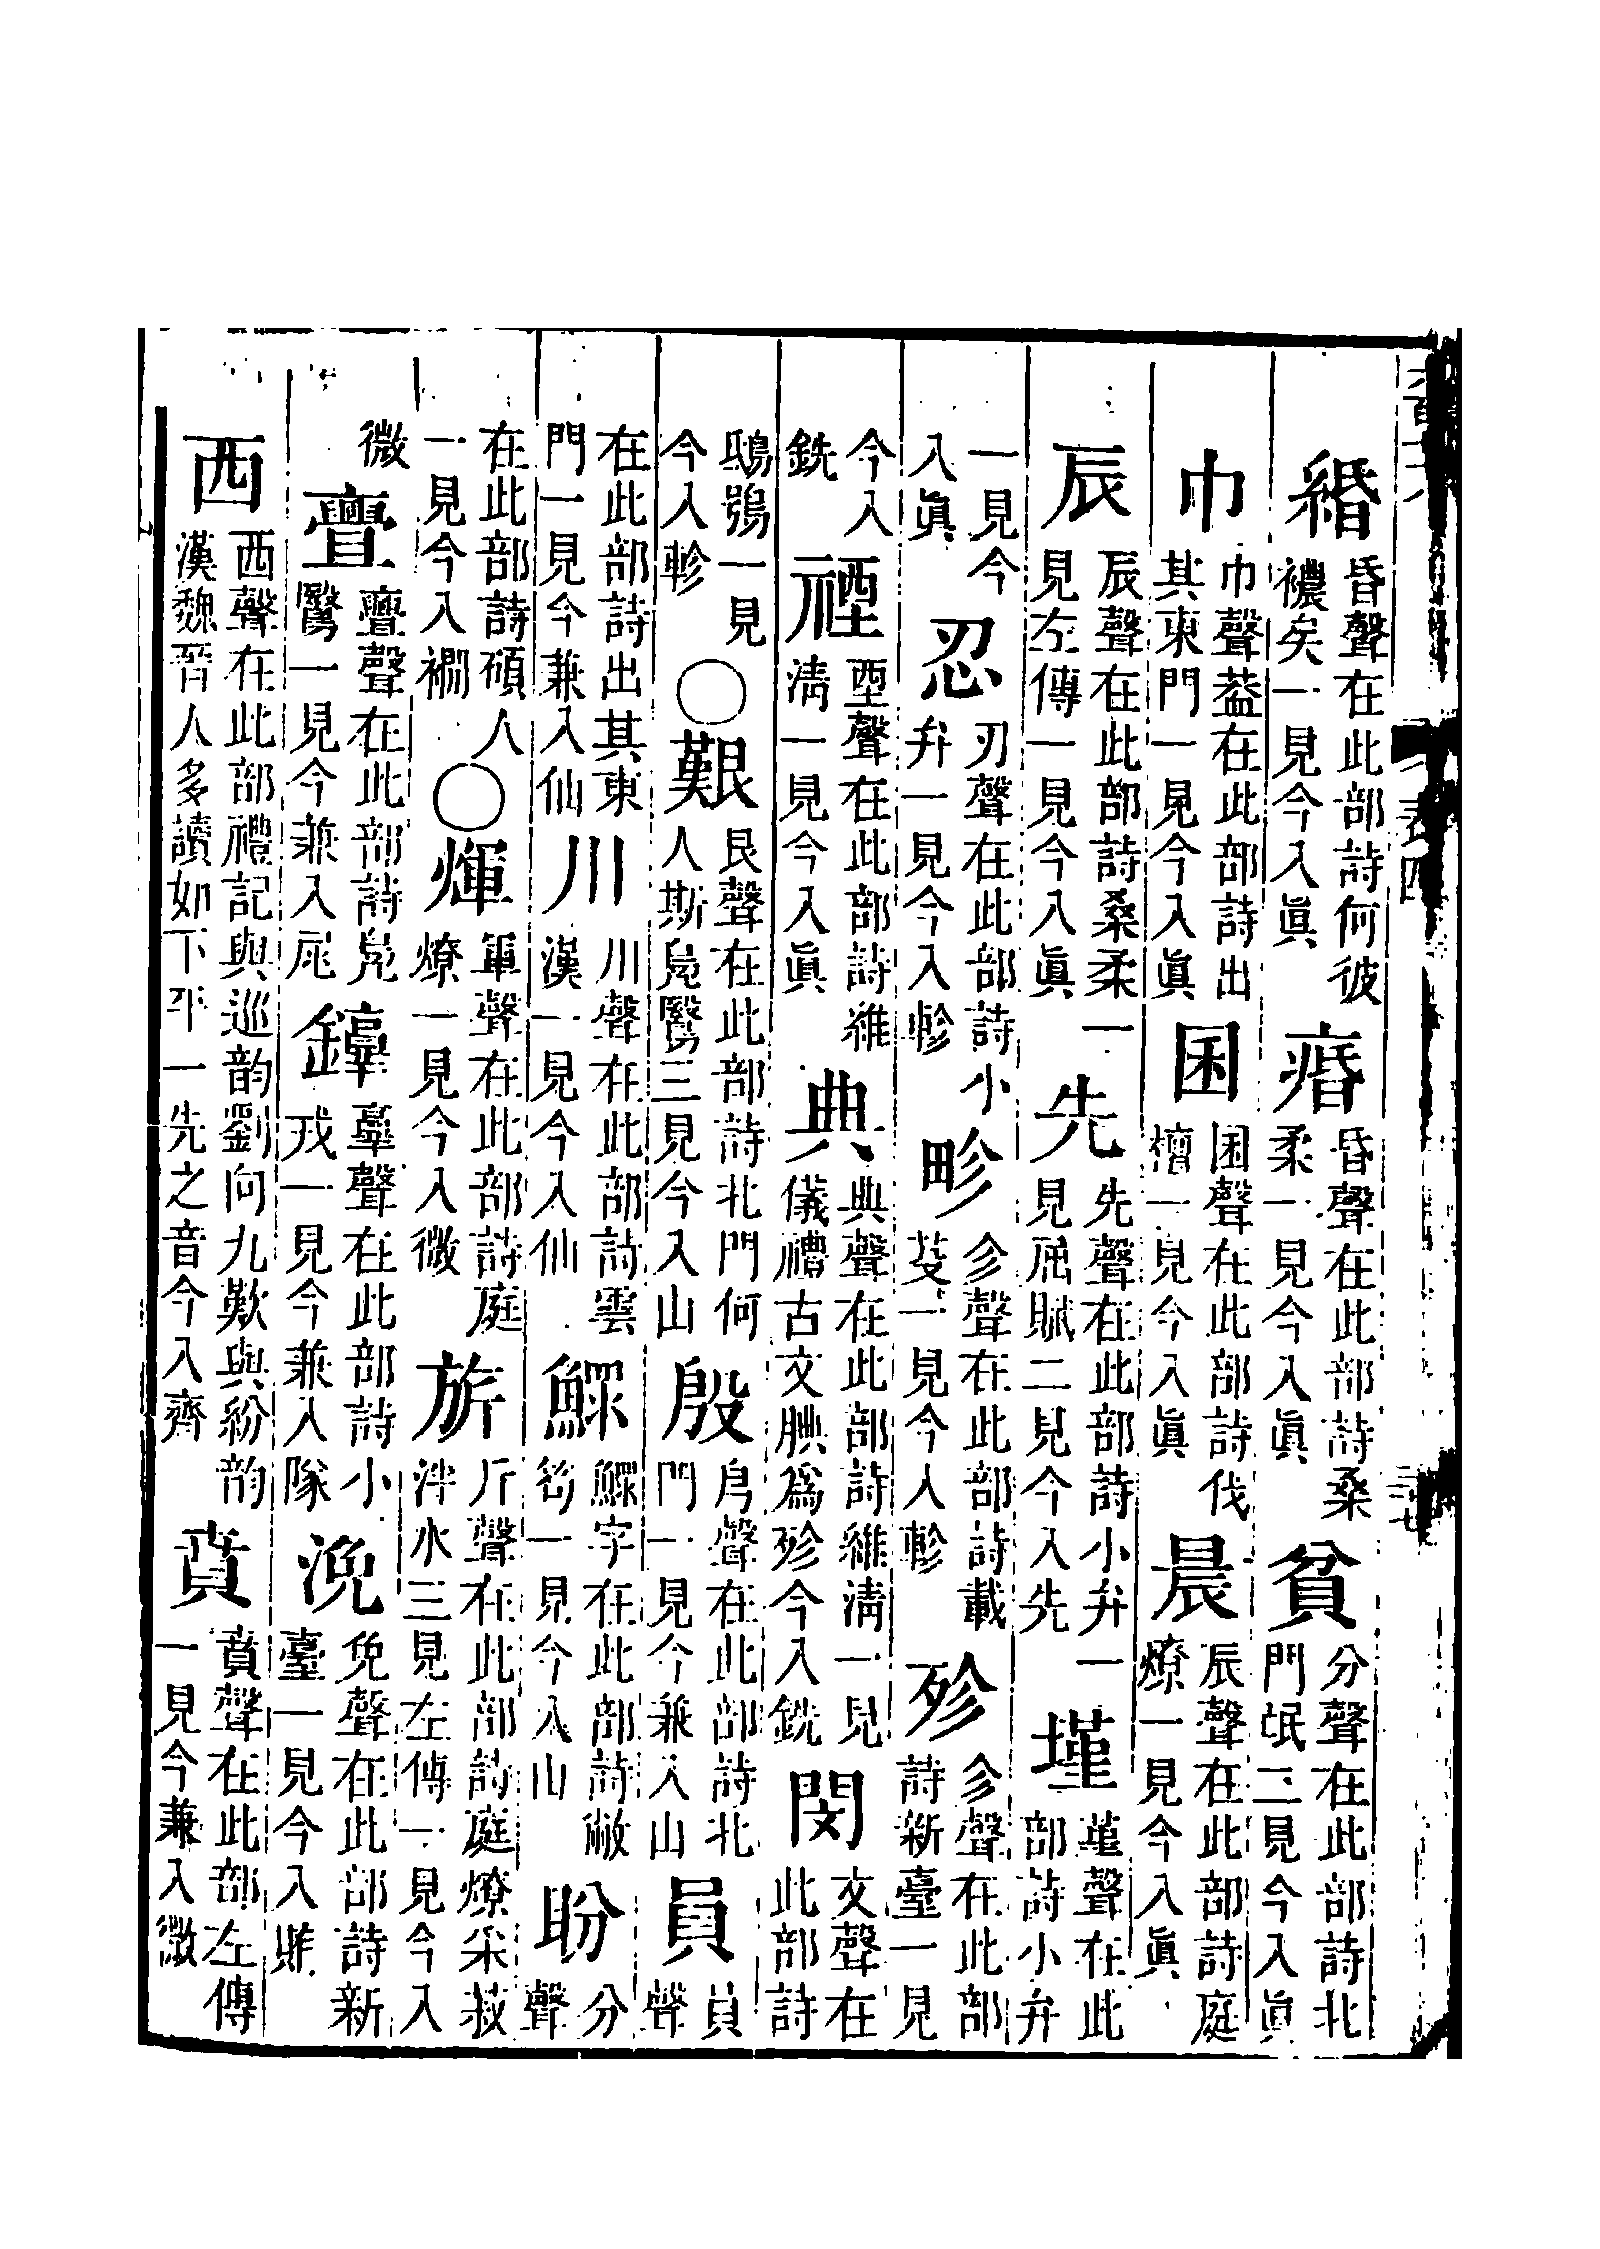 緡昏聲在此部詩何彼襛矣一見今入眞痻昏聲在此部詩桑柔一見今入眞貧分聲在此部詩北門氓二見今入眞
巾巾聲葢在此部詩出其東門一見今入眞囷囷聲在此部詩伐檀一見今入眞晨辰聲在此部詩庭燎一見今入眞
辰辰聲在此部詩桑柔一見左傳一見今入眞先先聲在此部詩小弁一見屈賦二見今入先墐堇聲在此部詩小弁
一見今入眞忍刃聲在此部詩小弁一見今入軫畛㐱聲在此部詩載芟一見今入軫殄㐱聲在此部詩新臺一見
今入銑禋垔聲在此部詩維淸一見今入眞典典聲在此部詩維淸一見儀禮古文腆爲殄今入銑閔文聲在此部詩
鴟鴞一見今入軫○艱艮聲在此部詩北門何人斯鳧鷖三見今入山殷㐆聲在此部詩北門一見今兼入山員員聲
在此部詩出其東門一見今兼入仙川川聲在此部詩雲漢一見今入仙鰥鰥字在此部詩敝笱一見今入山盼分聲
在此部詩碩人一見今入襉○煇軍聲在此部詩庭燎一見今入微旂斤聲在此部詩庭燎采菽泮水三見左傳一見今入
微亹亹聲在此部詩鳧鷖一見今兼入尾錞𦎫聲在此部詩小戎一見今兼入隊浼免聲在此部詩新臺一見今入賄
西西聲在此部禮記與巡韵劉向九歎與紛韵漢魏晉人多讀如下平一先之音今入齊賁賁聲在此部左傳一見今兼入微
表四